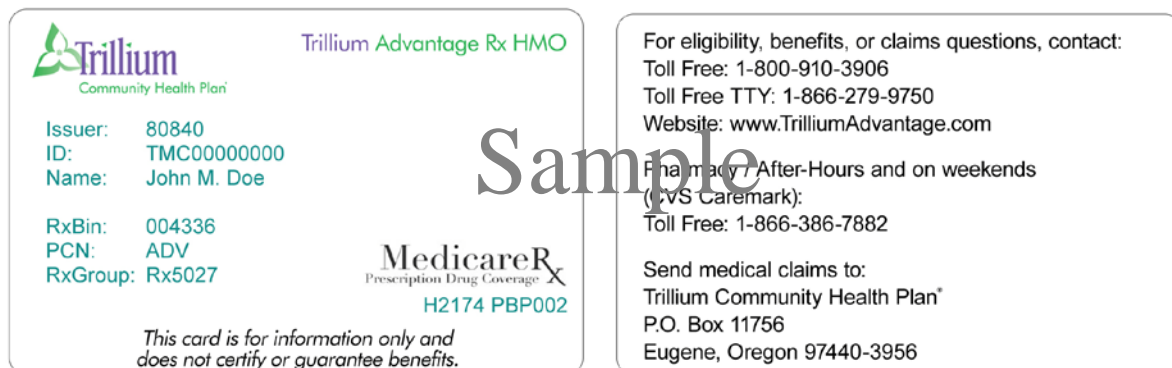 Trillium
Community Health Plan
Trillium Advantage Rx HMO
Issuer: 80840
ID: TMC00000000
Name: John M. Doe
RxBin: 004336
PCN: ADV
RxGroup: Rx5027
MedicareRx
Prescription Drug Coverage
H2174 PBP002
This card is for information only and
does not certify or guarantee benefits.
Sample
For eligibility, benefits, or claims questions, contact:
Toll Free: 1-800-910-3906
Toll Free TTY: 1-866-279-9750
Website: www.TrilliumAdvantage.com
Pharmacy / After-Hours and on weekends
(CVS Caremark):
Toll Free: 1-866-386-7882
Send medical claims to:
Trillium Community Health Plan®
P.O. Box 11756
Eugene, Oregon 97440-3956